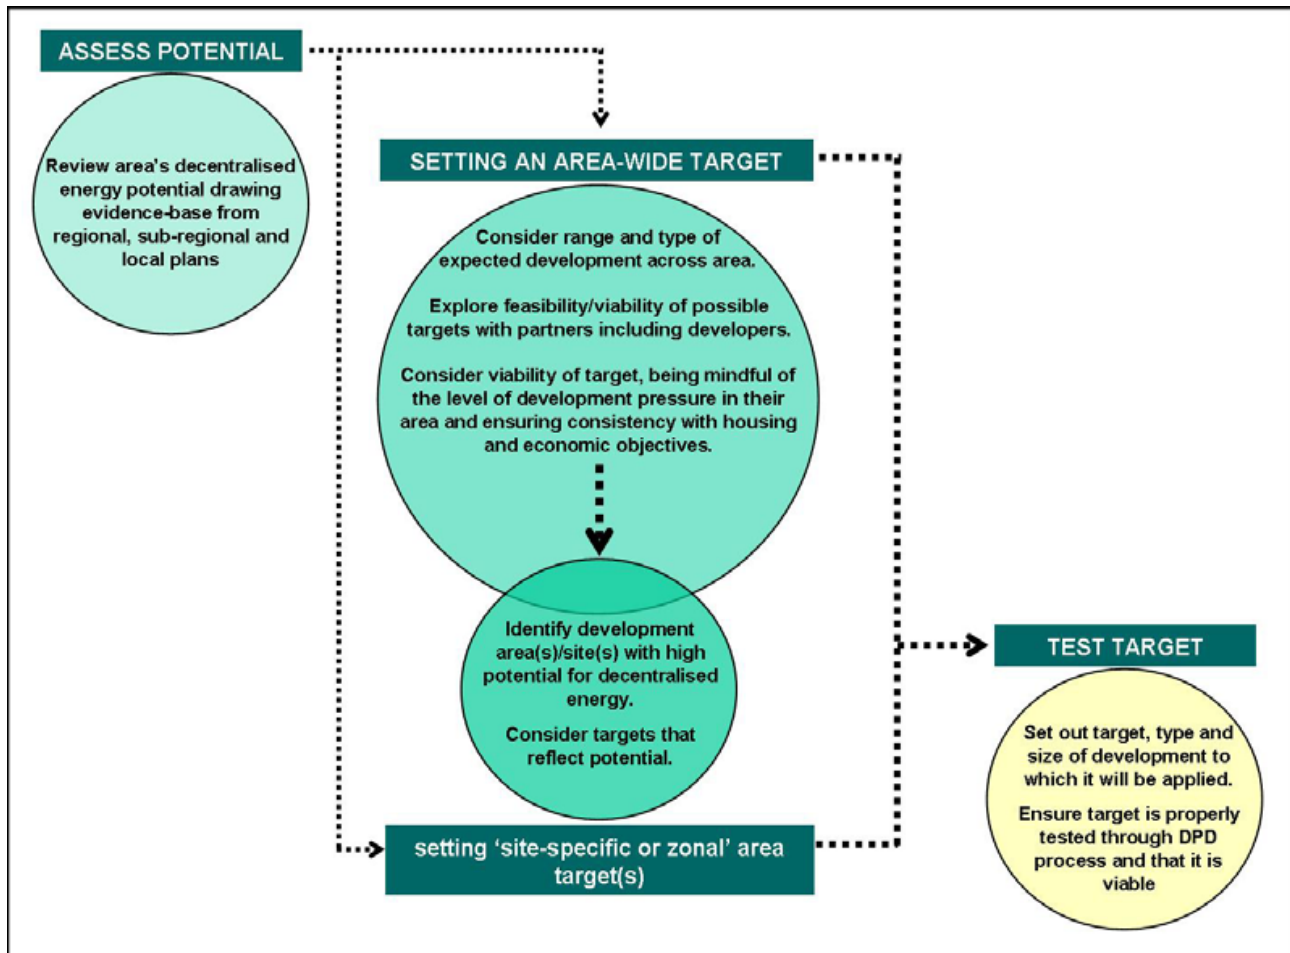 ASSESS POTENTIAL
Review area's decentralised
energy potential drawing
evidence-base from
regional, sub-regional and
local plans
SETTING AN AREA-WIDE TARGET
Consider range and type of
expected development across area.
Explore feasibility/viability of possible
targets with partners including developers.
Consider viability of target, being mindful of
the level of development pressure in their
area and ensuring consistency with housing
and economic objectives.
Identify development
area(s)/site(s) with high
potential for decentralised
energy.
Consider targets that
reflect potential.
setting ‘site-specific or zonal’ area
target(s)
TEST TARGET
Set out target, type and
size of development to
which it will be applied.
Ensure target is properly
tested through DPD
process and that it is
viable